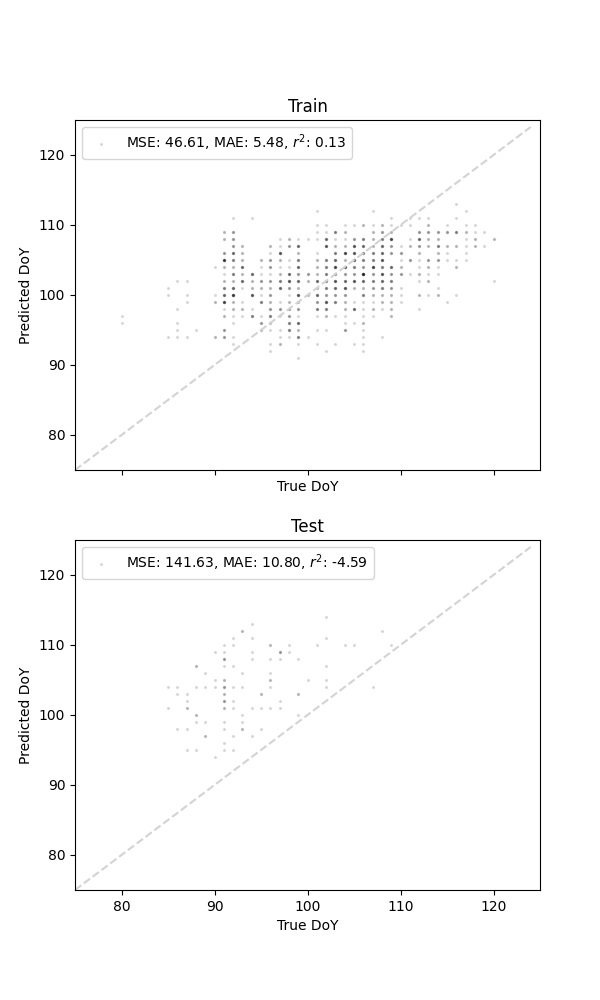 Train
MSE: 46.61, MAE: 5.48, r²: 0.13
120
110
100
90
80
Predicted DoY
True DoY
Test
MSE: 141.63, MAE: 10.80, r²: -4.59
120
110
100
90
80
Predicted DoY
80 90 100 110 120
True DoY